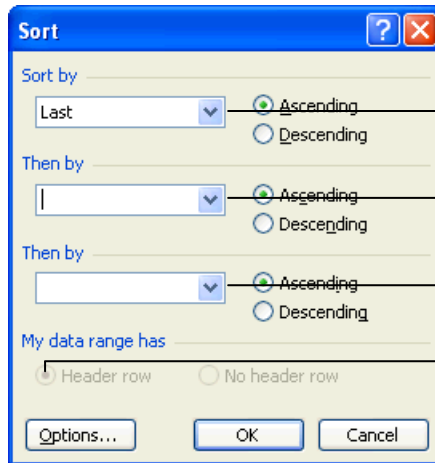 Sort
Sort by
Last
Ascending
Descending
Then by
Ascending
Descending
Then by
Ascending
Descending
My data range has
Header row No header row
Options... OK Cancel